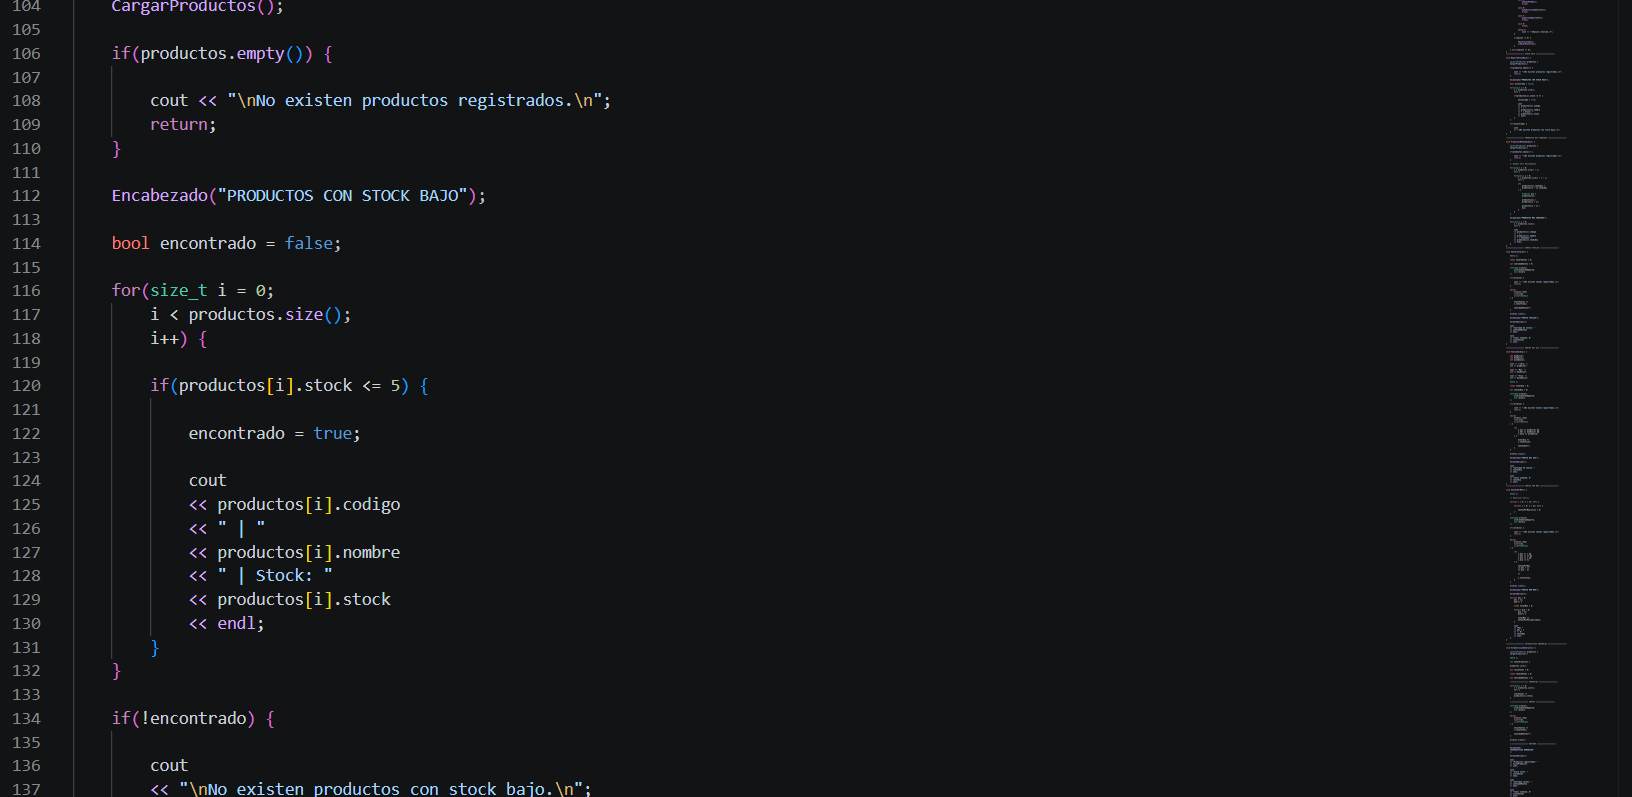 104 CargarProductos();
105
106 if(productos.empty()) {
107
108 cout << "\nNo existen productos registrados.\n";
109 return;
110 }
111
112 Encabezado("PRODUCTOS CON STOCK BAJO");
113
114 bool encontrado = false;
115
116 for(size_t i = 0;
117 i < productos.size();
118 i++) {
119
120 if(productos[i].stock <= 5) {
121
122 encontrado = true;
123
124 cout
125 << productos[i].codigo
126 << " | "
127 << productos[i].nombre
128 << " | Stock: "
129 << productos[i].stock
130 << endl;
131 }
132 }
133
134 if(!encontrado) {
135
136 cout
137 << "\nNo existen productos con stock bajo.\n";